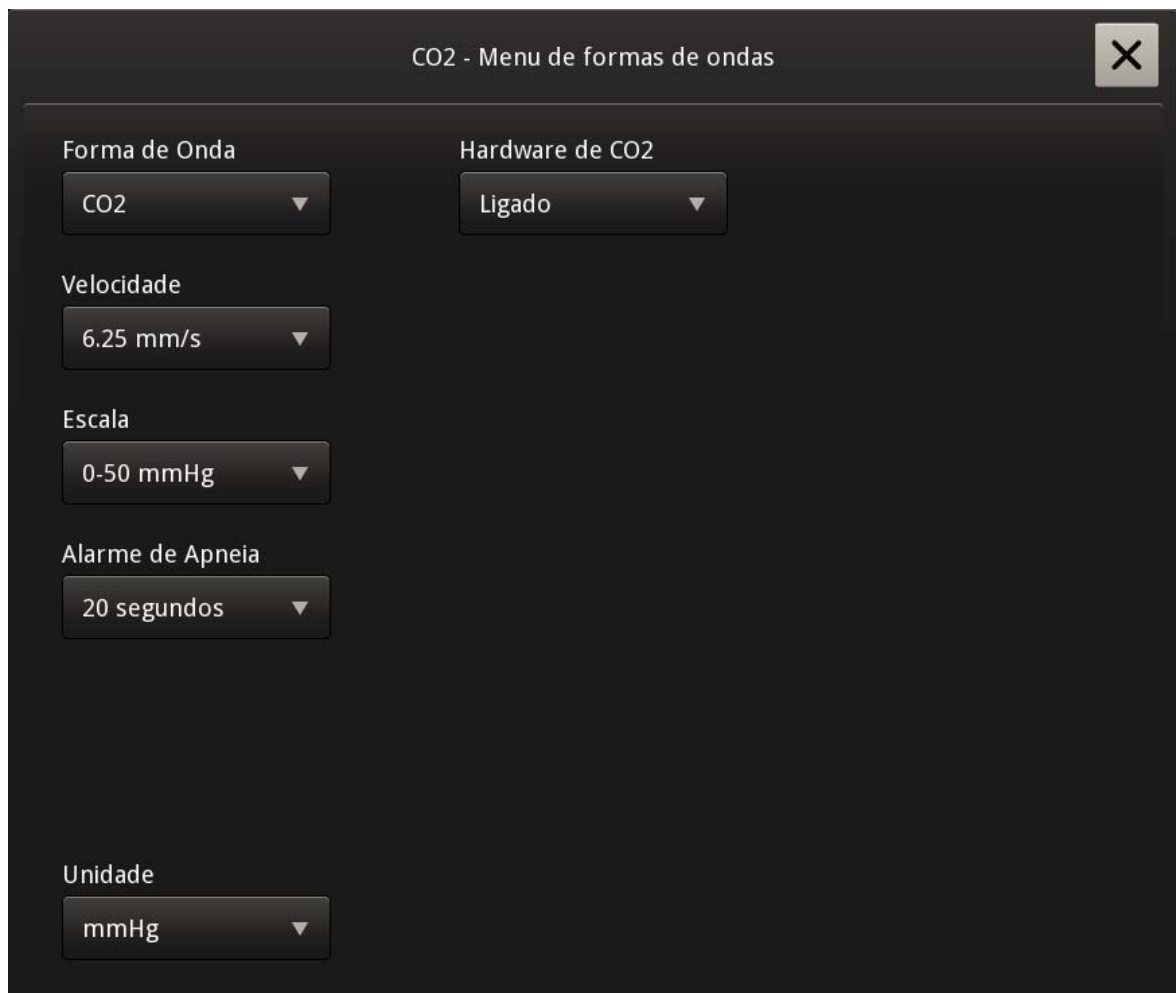 CO2 - Menu de formas de ondas
Forma de Onda
CO2
Hardware de CO2
Ligado
Velocidade
6.25 mm/s
Escala
0-50 mmHg
Alarme de Apneia
20 segundos
Unidade
mmHg